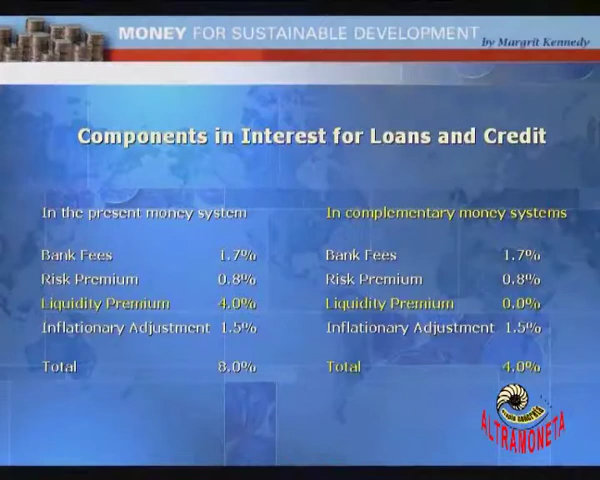 MONEY FOR SUSTAINABLE DEVELOPMENT
by Margrit Kennedy
Components in Interest for Loans and Credit
In the present money system
Bank Fees 1.7%
Risk Premium 0.8%
Liquidity Premium 4.0%
Inflationary Adjustment 1.5%
Total 8.0%
In complementary money systems
Bank Fees 1.7%
Risk Premium 0.8%
Liquidity Premium 0.0%
Inflationary Adjustment 1.5%
Total 4.0%
ALTRAMONETA